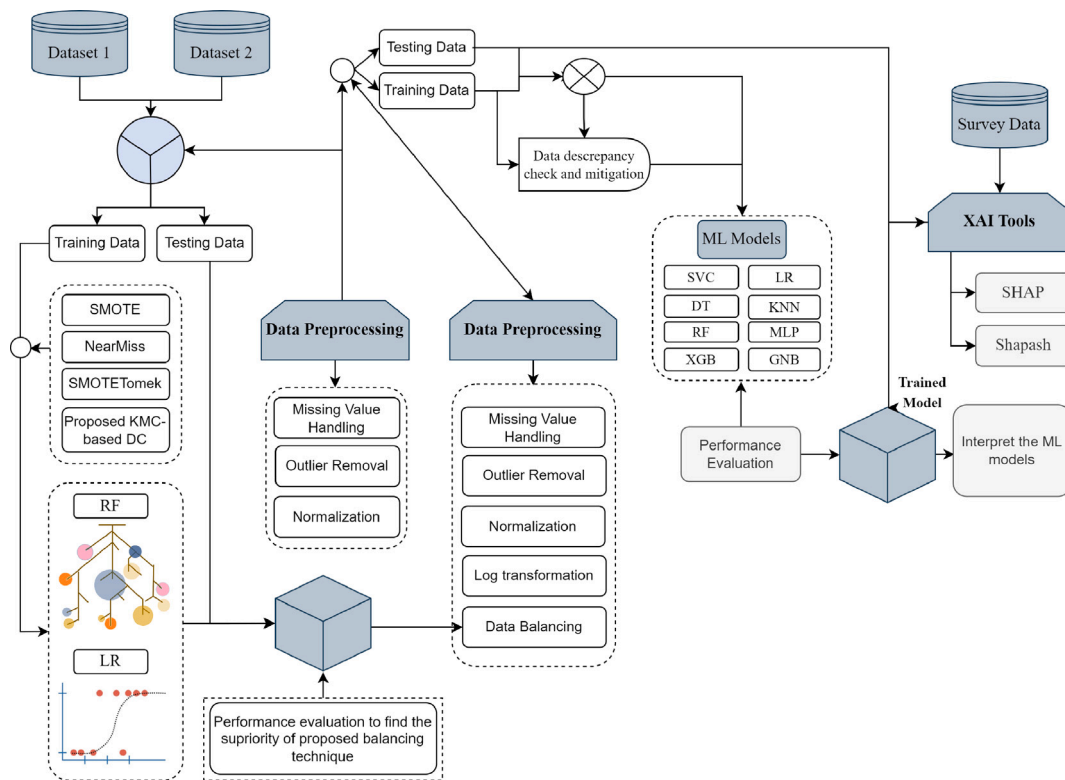 Dataset 1
Dataset 2
Testing Data
Training Data
Data descrepancy
check and mitigation
Survey Data
XAI Tools
SHAP
Shapash
Training Data
Testing Data
SMOTE
NearMiss
SMOTETomek
Proposed KMC-
based DC
Data Preprocessing
Missing Value
Handling
Outlier Removal
Normalization
Data Preprocessing
Missing Value
Handling
Outlier Removal
Normalization
Log transformation
Data Balancing
ML Models
SVC
LR
DT
KNN
RF
MLP
XGB
GNB
Performance
Evaluation
Trained
Model
Interpret the ML
models
RF
LR
Performance evaluation to find the
supriority of proposed balancing
technique